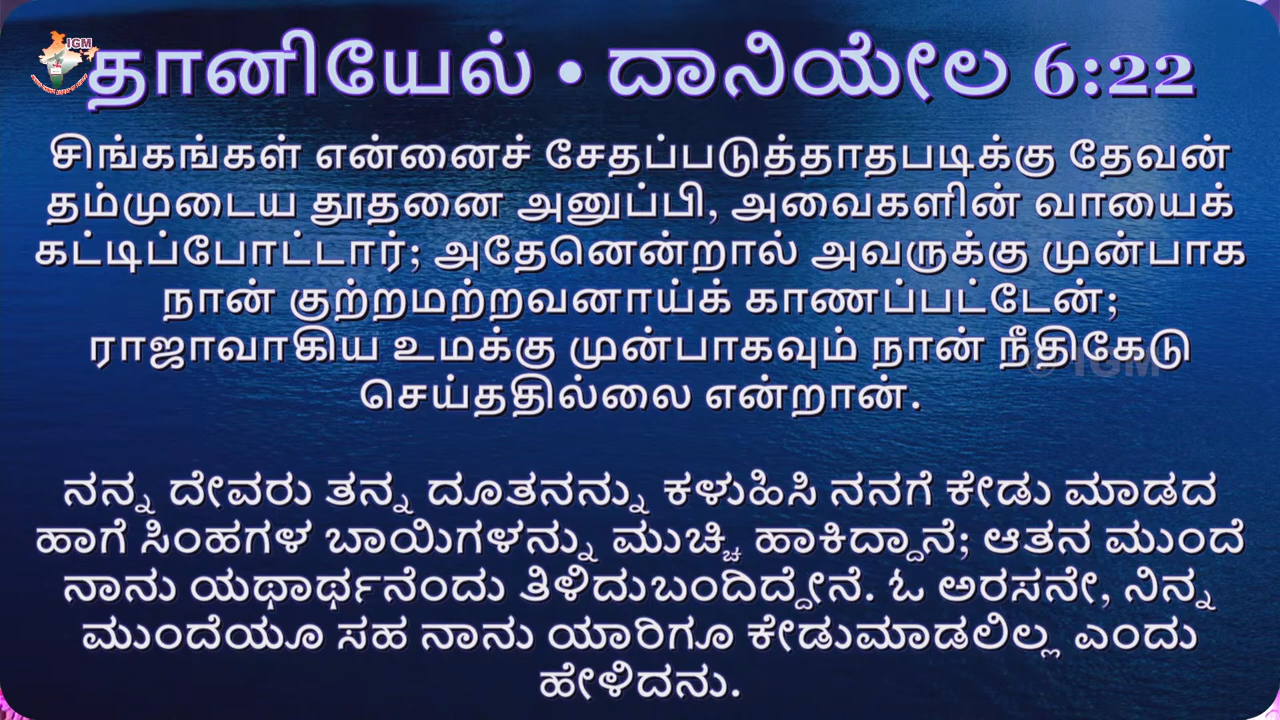 IGM
தானியேல் • ದಾನಿಯೇಲ 6:22
சிங்கங்கள் என்னைச் சேதப்படுத்தாதபடிக்கு தேவன்
தம்முடைய தூதனை அனுப்பி, அவைகளின் வாயைக்
கட்டிப்போட்டார்; அதேனென்றால் அவருக்கு முன்பாக
நான் குற்றமற்றவனாய்க் காணப்பட்டேன்;
ராஜாவாகிய உமக்கு முன்பாகவும் நான் நீதிகேடு
© IGM
செய்ததில்லை என்றான்.
ನನ್ನ ದೇವರು ತನ್ನ ದೂತನನ್ನು ಕಳುಹಿಸಿ ನನಗೆ ಕೇಡು ಮಾಡದ
ಹಾಗೆ ಸಿಂಹಗಳ ಬಾಯಿಗಳನ್ನು ಮುಚ್ಚಿ ಹಾಕಿದ್ದಾನೆ; ಆತನ ಮುಂದೆ
ನಾನು ಯಥಾರ್ಥನೆಂದು ತಿಳಿದುಬಂದಿದ್ದೇನೆ. ಓ ಅರಸನೇ, ನಿನ್ನ
ಮುಂದೆಯೂ ಸಹ ನಾನು ಯಾರಿಗೂ ಕೇಡುಮಾಡಲಿಲ್ಲ ಎಂದು
ಹೇಳಿದನು.